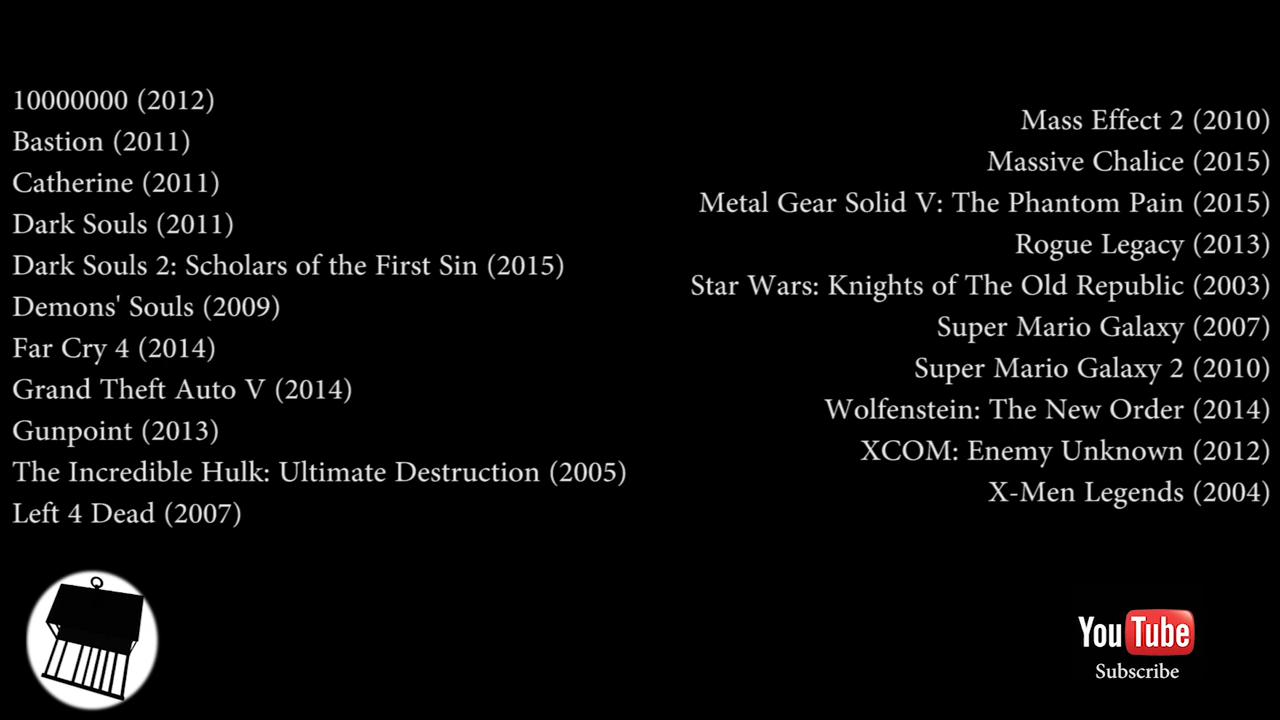 10000000 (2012)
Bastion (2011)
Catherine (2011)
Dark Souls (2011)
Dark Souls 2: Scholars of the First Sin (2015)
Demons' Souls (2009)
Far Cry 4 (2014)
Grand Theft Auto V (2014)
Gunpoint (2013)
The Incredible Hulk: Ultimate Destruction (2005)
Left 4 Dead (2007)
Mass Effect 2 (2010)
Massive Chalice (2015)
Metal Gear Solid V: The Phantom Pain (2015)
Rogue Legacy (2013)
Star Wars: Knights of The Old Republic (2003)
Super Mario Galaxy (2007)
Super Mario Galaxy 2 (2010)
Wolfenstein: The New Order (2014)
XCOM: Enemy Unknown (2012)
X-Men Legends (2004)
YouTube
Subscribe